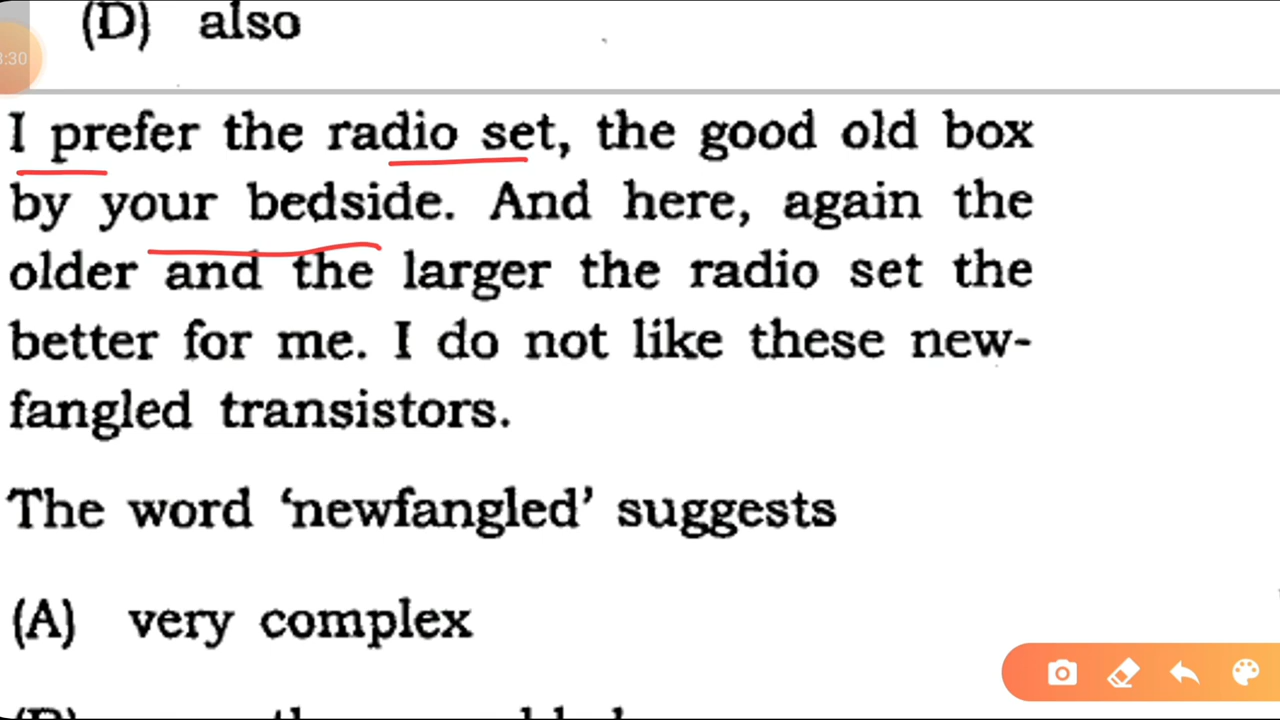 (D) also
:30
I prefer the radio set, the good old box
by your bedside. And here, again the
older and the larger the radio set the
better for me. I do not like these new-
fangled transistors.
The word ‘newfangled’ suggests
(A) very complex